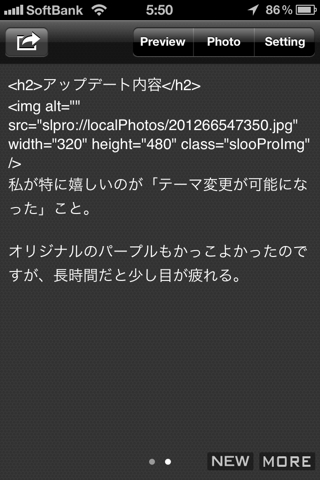 SoftBank 5:50 86%
Preview Photo Setting
<h2>アップデート内容</h2>
<img alt=""
src="slpro://localPhotos/201266547350.jpg"
width="320" height="480" class="slooProImg"
/>
私が特に嬉しいのが「テーマ変更が可能にな
った」こと。
オリジナルのパープルもかっこよかったので
すが、長時間だと少し目が疲れる。
NEW MORE